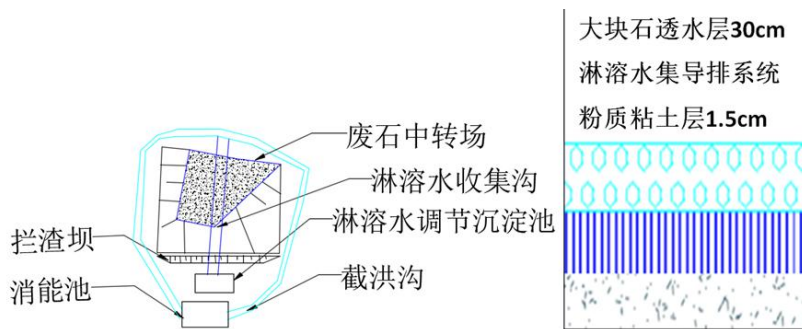 废石中转场
淋溶水收集沟
淋溶水调节沉淀池
拦渣坝
消能池
截洪沟
大块石透水层30cm
淋溶水集导排系统
粉质粘土层1.5cm